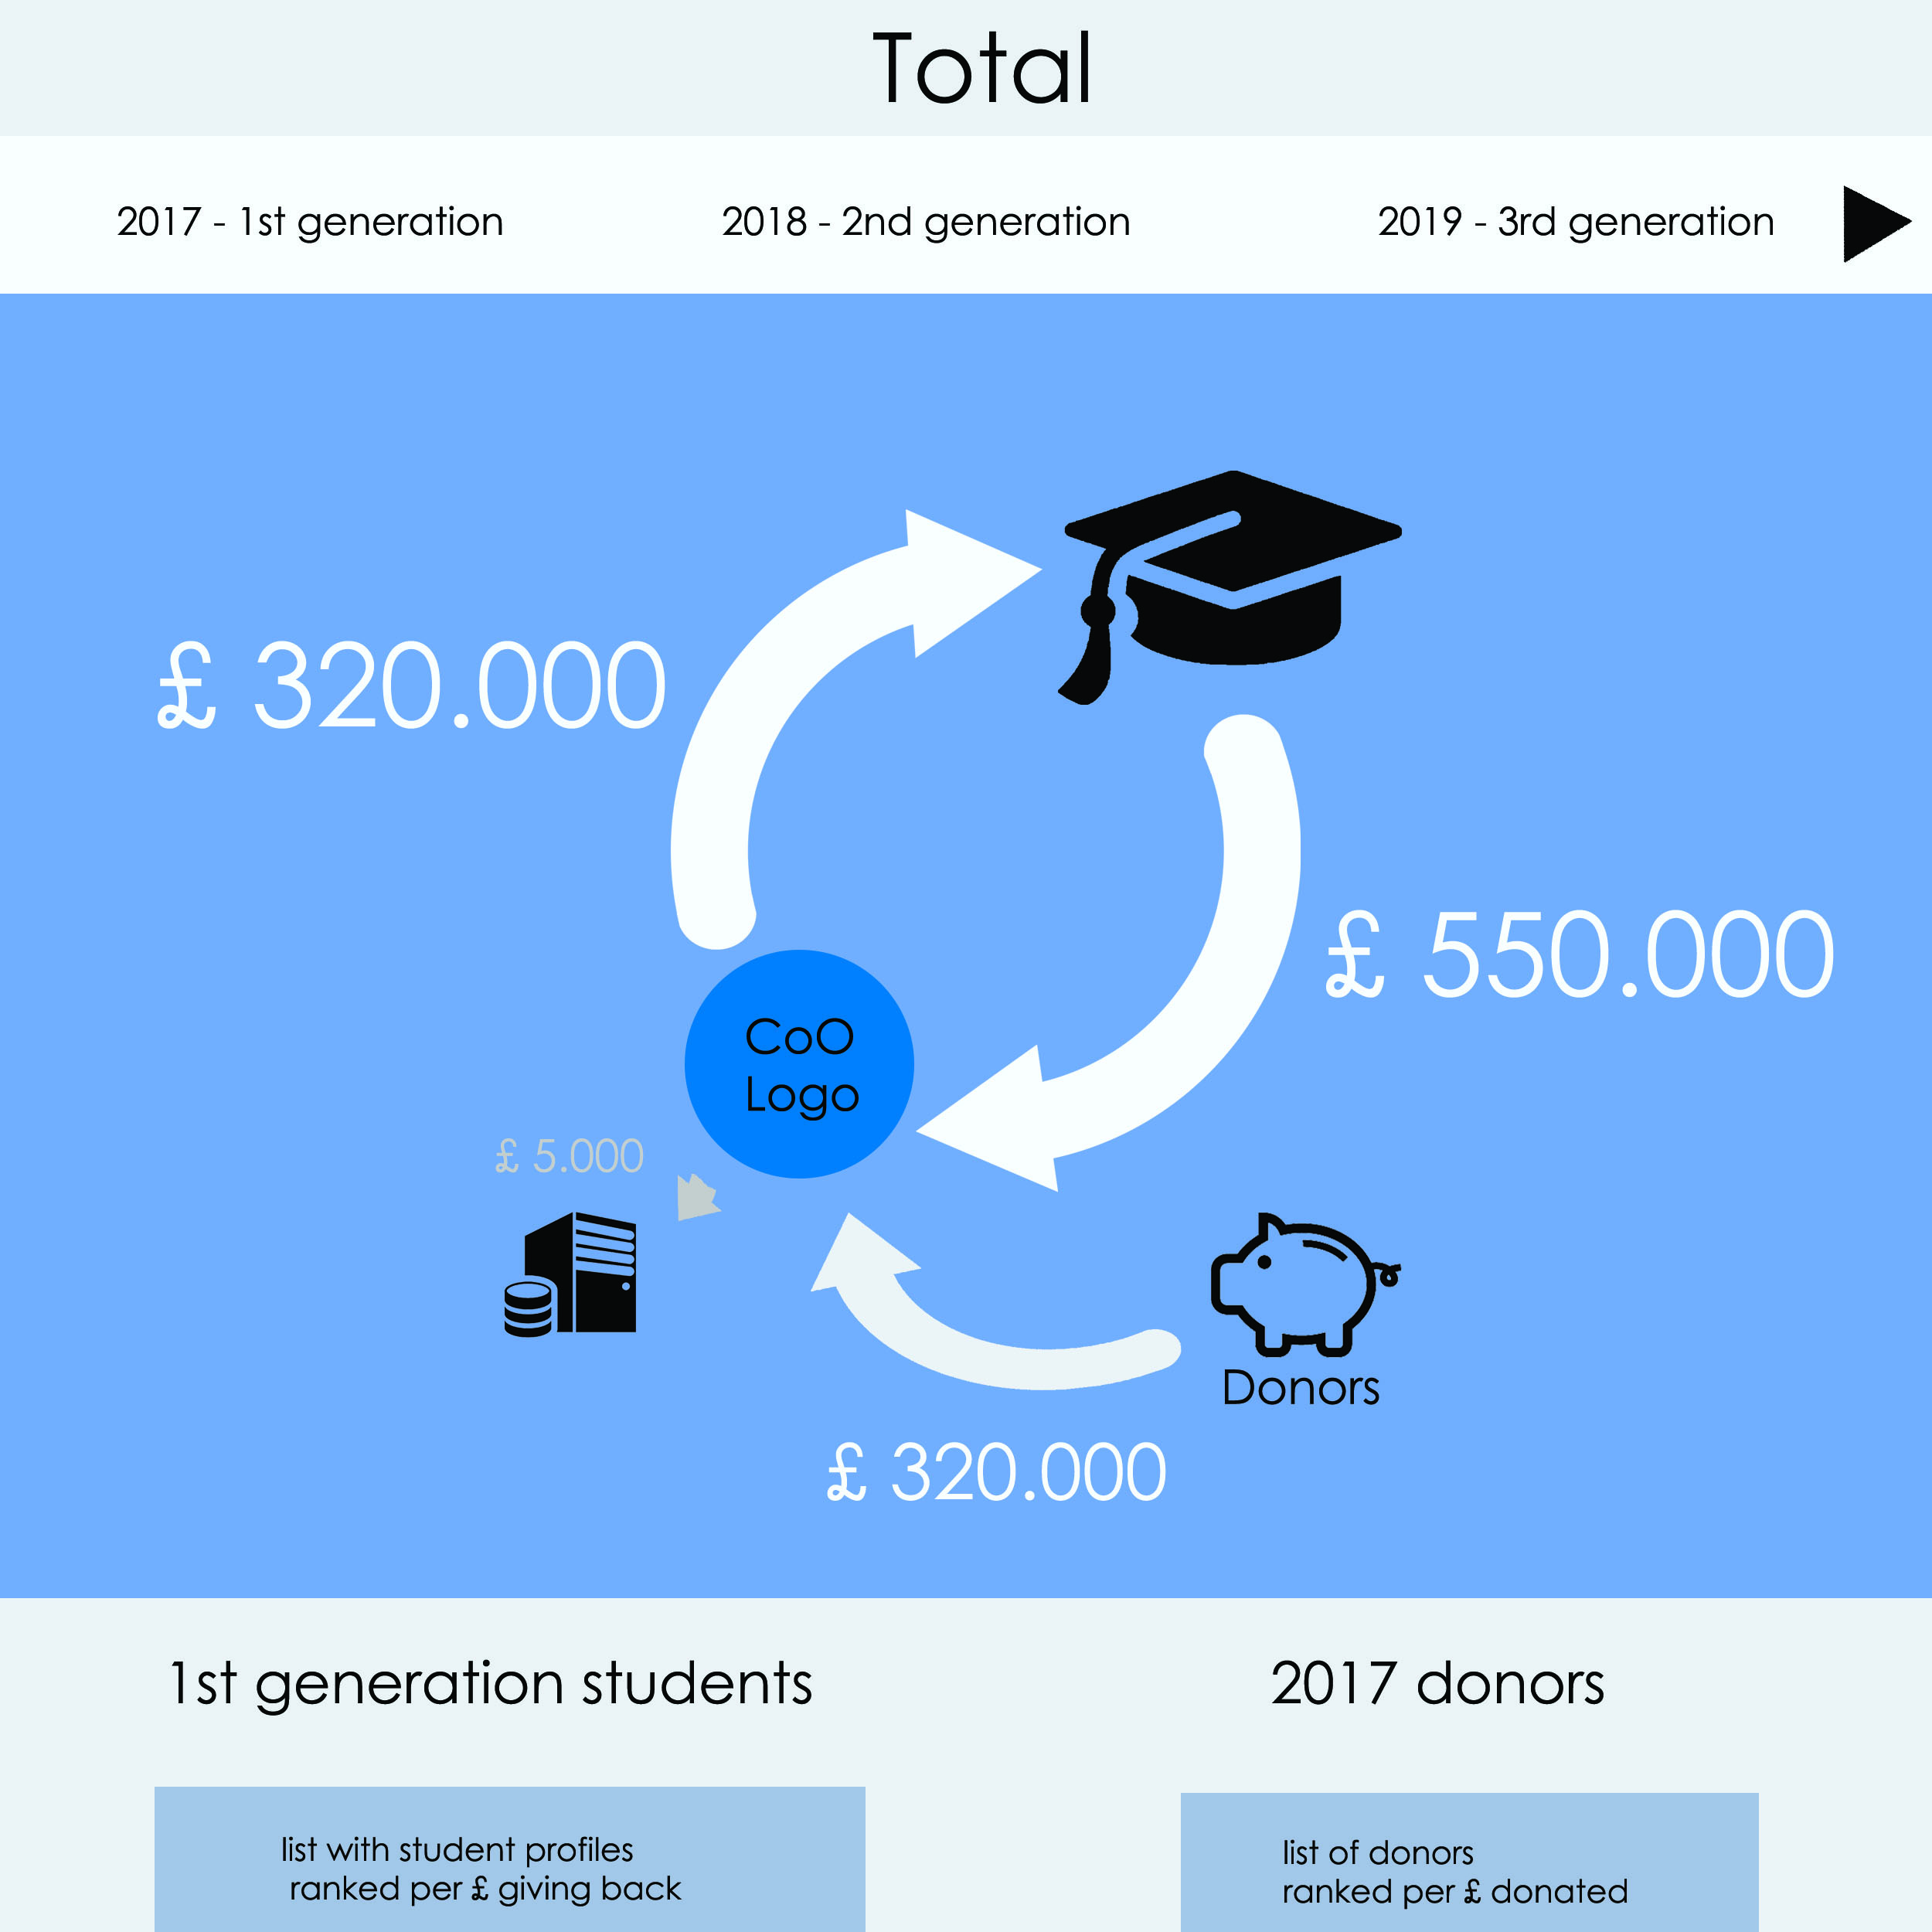 Total
2017 - 1st generation
2018 - 2nd generation
2019 - 3rd generation
£ 320.000
£ 550.000
CoO
Logo
£ 5.000
Donors
£ 320.000
1st generation students
2017 donors
list with student profiles
ranked per £ giving back
list of donors
ranked per £ donated